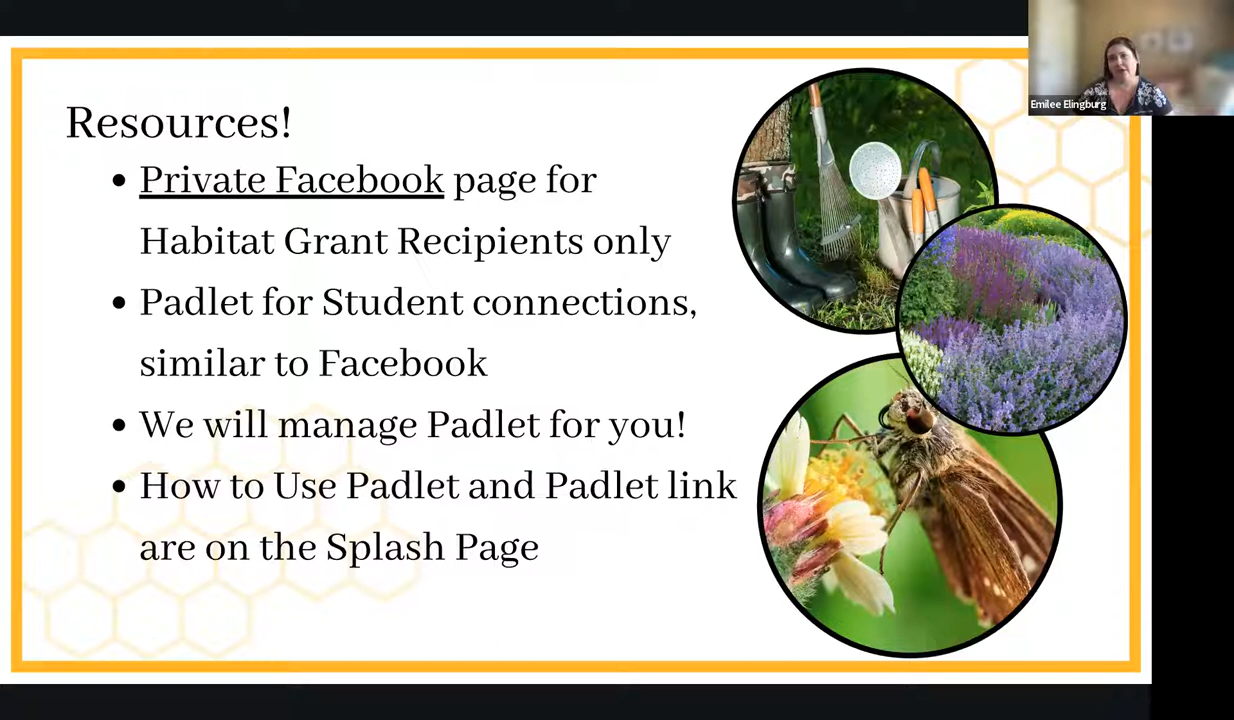 Resources!
Private Facebook page for
Habitat Grant Recipients only
Padlet for Student connections,
similar to Facebook
We will manage Padlet for you!
How to Use Padlet and Padlet link
are on the Splash Page
Emilee Elingburg